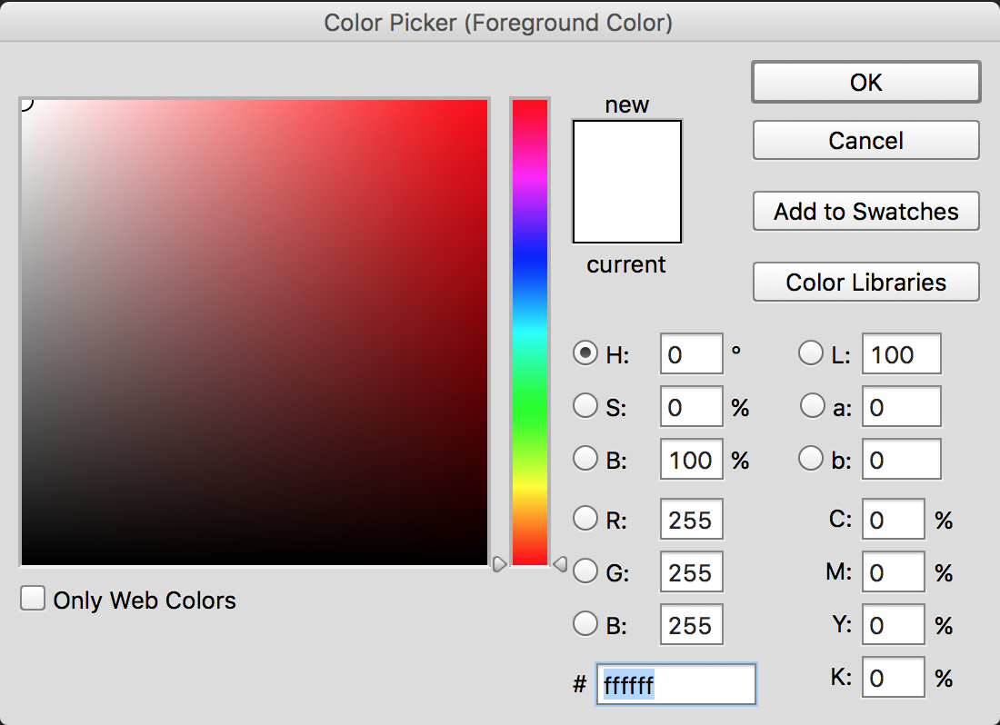 Color Picker (Foreground Color)
new
current
OK
Cancel
Add to Swatches
Color Libraries
H: 0 °
S: 0 %
B: 100 %
R: 255
G: 255
B: 255
# ffffff
L: 100
a: 0
b: 0
C: 0 %
M: 0 %
Y: 0 %
K: 0 %
Only Web Colors